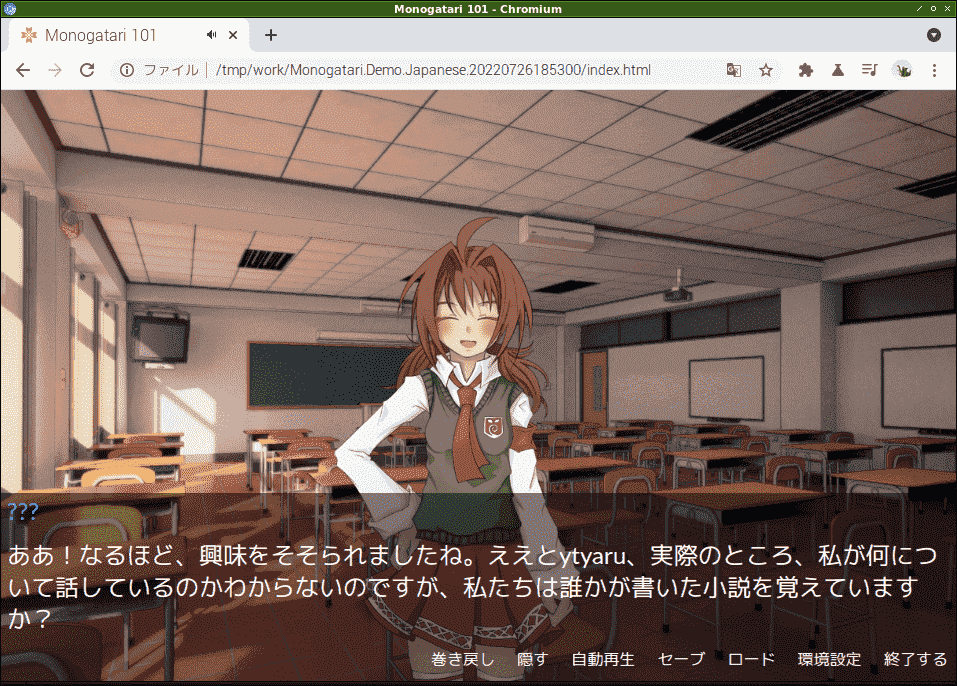 Monogatari 101 - Chromium
Monogatari 101
ファイル /tmp/work/Monogatari.Demo.Japanese.20220726185300/index.html
???
ああ！なるほど、興味をそそられましたね。ええとytyaru、実際のところ、私が何につ
いて話しているのかわからないのですが、私たちは誰かが書いた小説を覚えています
か？
巻き戻し 隠す 自動再生 セーブ ロード 環境設定 終了する